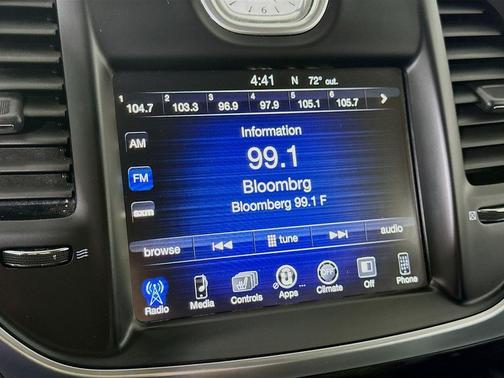 4:41 N 72° out.
1 2 3 4 5 6
104.7 103.3 96.9 97.9 105.1 105.7
Information
AM
99.1
FM
Bloombrg
Bloomberg 99.1 F
sxm
browse tune audio
OFF
Radio Media Controls Apps... Climate Off Phone